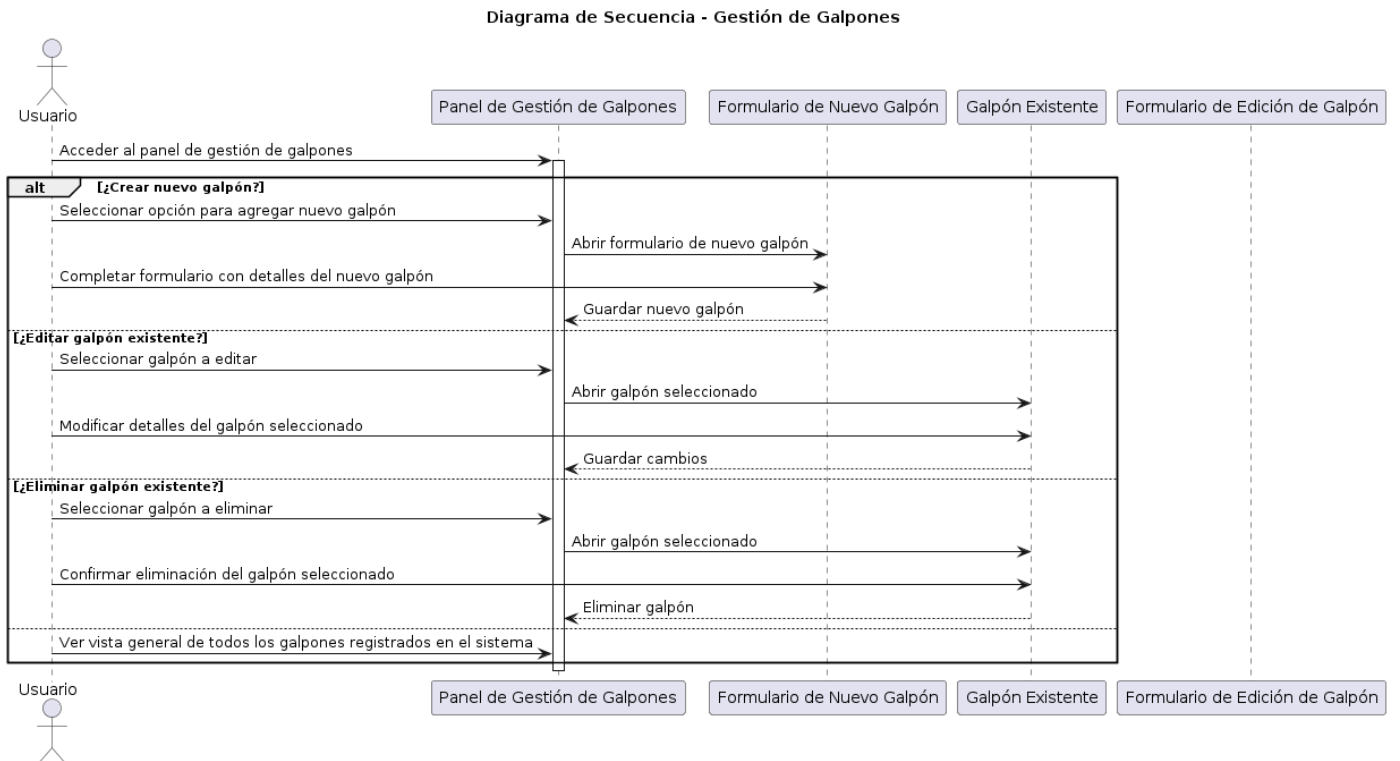 Diagrama de Secuencia - Gestión de Galpones
Usuario
Panel de Gestión de Galpones
Formulario de Nuevo Galpón
Galpón Existente
Formulario de Edición de Galpón
Acceder al panel de gestión de galpones
alt [¿Crear nuevo galpón?]
Seleccionar opción para agregar nuevo galpón
Abrir formulario de nuevo galpón
Completar formulario con detalles del nuevo galpón
Guardar nuevo galpón
[¿Editar galpón existente?]
Seleccionar galpón a editar
Abrir galpón seleccionado
Modificar detalles del galpón seleccionado
Guardar cambios
[¿Eliminar galpón existente?]
Seleccionar galpón a eliminar
Abrir galpón seleccionado
Confirmar eliminación del galpón seleccionado
Eliminar galpón
Ver vista general de todos los galpones registrados en el sistema
Usuario
Panel de Gestión de Galpones
Formulario de Nuevo Galpón
Galpón Existente
Formulario de Edición de Galpón